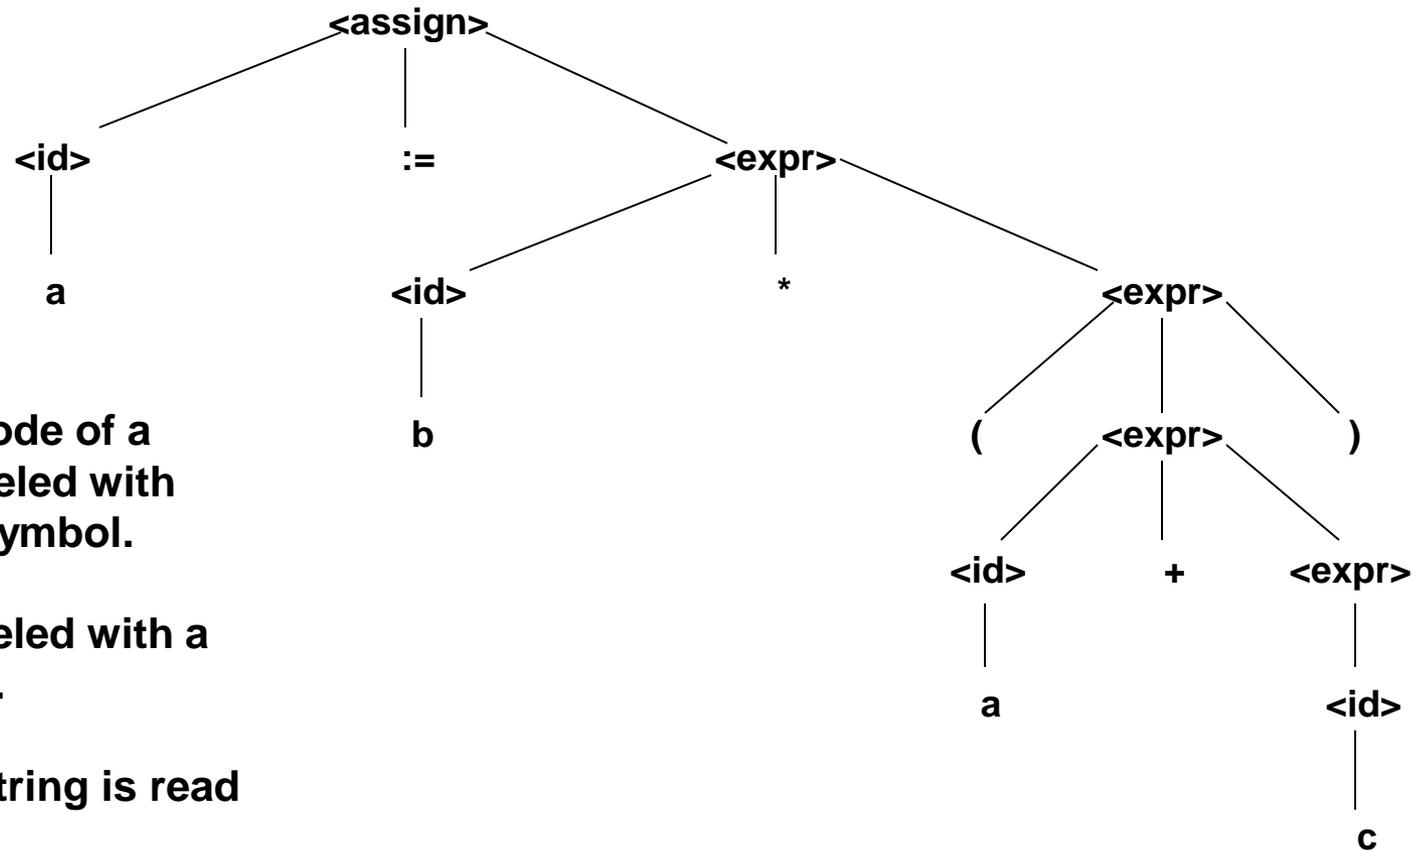 <assign>
<id> := <expr>
a <id> * <expr>
b ( <expr> )
ode of a
eled with
ymbol.
<id> + <expr>
eled with a
.
a <id>
tring is read
c